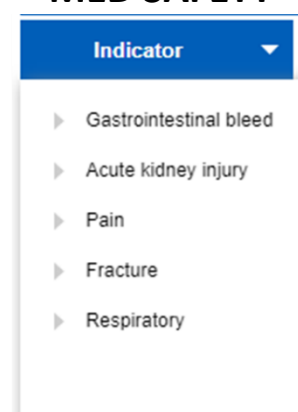 MED SAFETY
Indicator
Gastrointestinal bleed
Acute kidney injury
Pain
Fracture
Respiratory